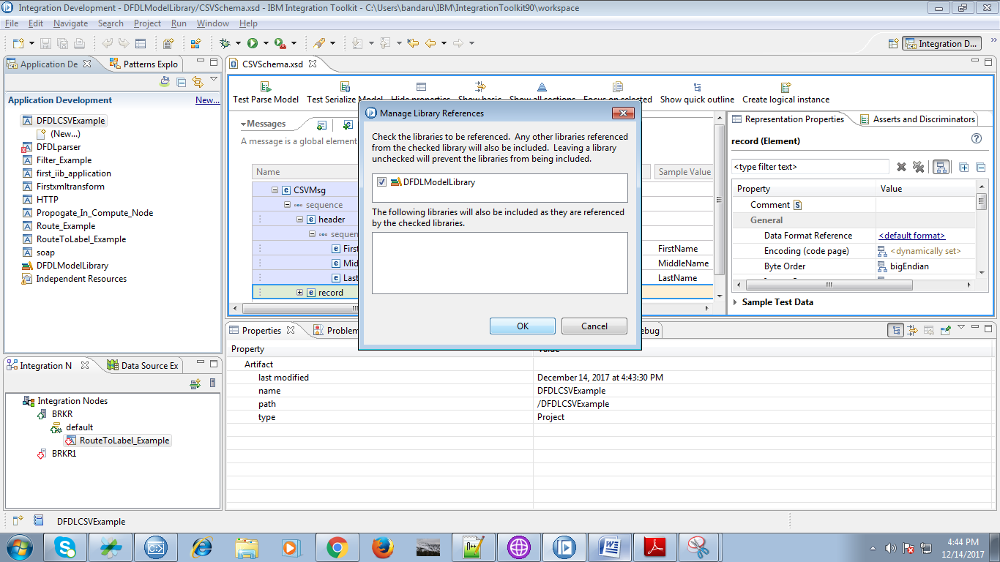 Integration Development - DFDLModelLibrary/CSVSchema.xsd - IBM Integration Toolkit - C:\Users\bandaru\IBM\IntegrationToolkit90\workspace
File Edit Navigate Search Project Run Window Help
Integration D...
Application De
Patterns Explo
Application Development
New...
DFDLCSVExample
(New...)
DFDLparser
Filter_Example
first_iib_application
Firstxmltransform
HTTP
Propogate_In_Compute_Node
Route_Example
RouteToLabel_Example
soap
DFDLModelLibrary
Independent Resources
Integration N
Data Source Ex
Integration Nodes
BRKR
default
RouteToLabel_Example
BRKR1
CSVSchema.xsd
Test Parse Model Test Serialize Model Hide properties Show basic Show all sections Focus on selected Show quick outline Create logical instance
Messages
A message is a global element
Name
Sample Value
CSVMsg
sequence
header
sequen
First
FirstName
Mid
MiddleName
Last
LastName
record
Manage Library References
Check the libraries to be referenced. Any other libraries referenced
from the checked library will also be included. Leaving a library
unchecked will prevent the libraries from being included.
DFDLModelLibrary
The following libraries will also be included as they are referenced
by the checked libraries.
OK
Cancel
Representation Properties
Asserts and Discriminators
record (Element)
<type filter text>
Property Value
Comment
General
Data Format Reference <default format>
Encoding (code page) <dynamically set>
Byte Order bigEndian
Sample Test Data
Properties
Problem
ebug
Property Value
Artifact
last modified December 14, 2017 at 4:43:30 PM
name DFDLCSVExample
path /DFDLCSVExample
type Project
DFDLCSVExample
4:44 PM
12/14/2017